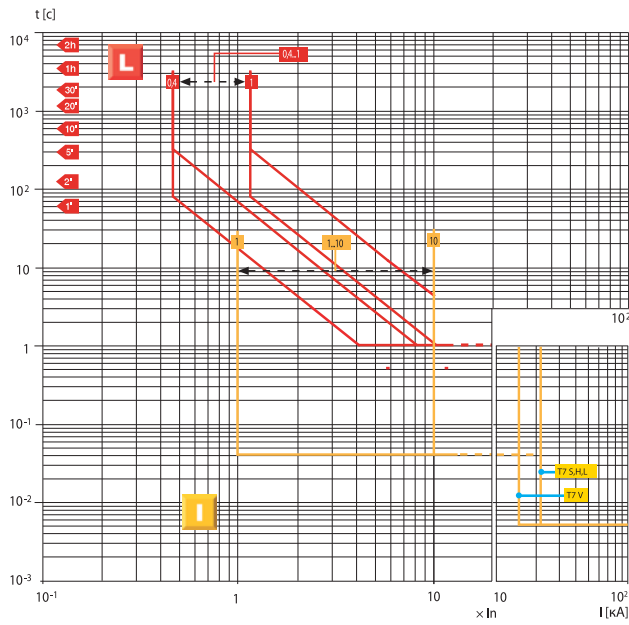 t [c]
10⁴
2h
L
0,4...1
1h
0,4
1
30'
20'
10³
10'
5'
2'
10²
1'
1
1...10
10
10
10²
1
10⁻¹
T7 S,H,L
T7 V
10⁻²
I
10⁻³
10⁻¹
1
10
10
10²
× In
I [кА]